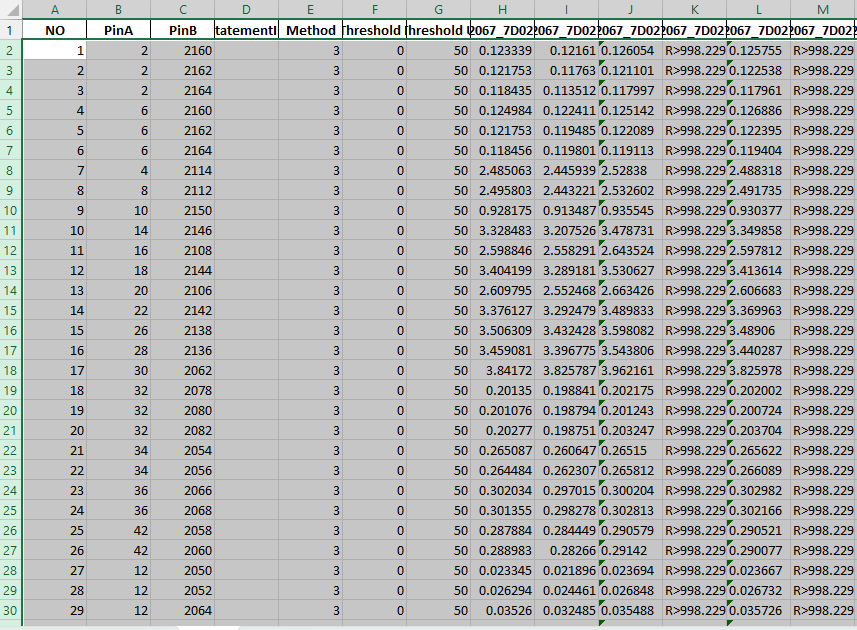 A B C D E F G H I J K L M
1 NO PinA PinB tatementI Method Threshold hreshold 2067_7D02 2067_7D02 2067_7D02 2067_7D02 2067_7D02 2067_7D02
2 1 2 2160 3 0 50 0.123339 0.12161 0.126054 R>998.229 0.125755 R>998.229
3 2 2 2162 3 0 50 0.121753 0.11763 0.121101 R>998.229 0.122538 R>998.229
4 3 2 2164 3 0 50 0.118435 0.113512 0.117997 R>998.229 0.117961 R>998.229
5 4 6 2160 3 0 50 0.124984 0.122411 0.125142 R>998.229 0.126886 R>998.229
6 5 6 2162 3 0 50 0.121753 0.119485 0.122089 R>998.229 0.122395 R>998.229
7 6 6 2164 3 0 50 0.118456 0.119801 0.119113 R>998.229 0.119404 R>998.229
8 7 4 2114 3 0 50 2.485063 2.445939 2.52838 R>998.229 2.488318 R>998.229
9 8 8 2112 3 0 50 2.495803 2.443221 2.532602 R>998.229 2.491735 R>998.229
10 9 10 2150 3 0 50 0.928175 0.913487 0.935545 R>998.229 0.930377 R>998.229
11 10 14 2146 3 0 50 3.328483 3.207526 3.478731 R>998.229 3.349858 R>998.229
12 11 16 2108 3 0 50 2.598846 2.558291 2.643524 R>998.229 2.597812 R>998.229
13 12 18 2144 3 0 50 3.404199 3.289181 3.530627 R>998.229 3.413614 R>998.229
14 13 20 2106 3 0 50 2.609795 2.552468 2.663426 R>998.229 2.606683 R>998.229
15 14 22 2142 3 0 50 3.376127 3.292479 3.489833 R>998.229 3.369963 R>998.229
16 15 26 2138 3 0 50 3.506309 3.432428 3.598082 R>998.229 3.48906 R>998.229
17 16 28 2136 3 0 50 3.459081 3.396775 3.543806 R>998.229 3.440287 R>998.229
18 17 30 2062 3 0 50 3.84172 3.825787 3.962161 R>998.229 3.825978 R>998.229
19 18 32 2078 3 0 50 0.20135 0.198841 0.202175 R>998.229 0.202002 R>998.229
20 19 32 2080 3 0 50 0.201076 0.198794 0.201243 R>998.229 0.200724 R>998.229
21 20 32 2082 3 0 50 0.20277 0.198751 0.203247 R>998.229 0.203704 R>998.229
22 21 34 2054 3 0 50 0.265087 0.260647 0.26515 R>998.229 0.265622 R>998.229
23 22 34 2056 3 0 50 0.264484 0.262307 0.265812 R>998.229 0.266089 R>998.229
24 23 36 2066 3 0 50 0.302034 0.297015 0.300204 R>998.229 0.302982 R>998.229
25 24 36 2068 3 0 50 0.301355 0.298278 0.302813 R>998.229 0.302166 R>998.229
26 25 42 2058 3 0 50 0.287884 0.284449 0.290579 R>998.229 0.290521 R>998.229
27 26 42 2060 3 0 50 0.288983 0.28266 0.29142 R>998.229 0.290077 R>998.229
28 27 12 2050 3 0 50 0.023345 0.021896 0.023694 R>998.229 0.023667 R>998.229
29 28 12 2052 3 0 50 0.026294 0.024461 0.026848 R>998.229 0.026732 R>998.229
30 29 12 2064 3 0 50 0.03526 0.032485 0.035488 R>998.229 0.035726 R>998.229